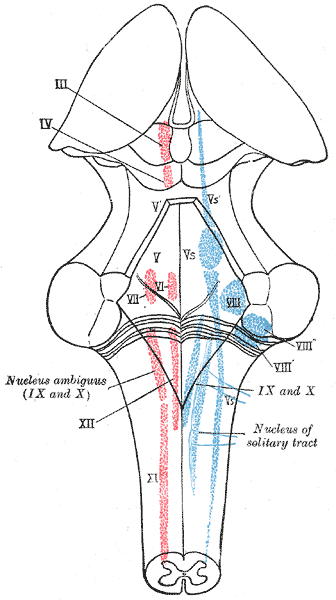 III
IV
V'
Vs'
V
Vs
VI
VII
VIII
VIII"
VIII'
Nucleus ambiguus
(IX and X)
IX and X
Vs
XII
Nucleus of
solitary tract
XI